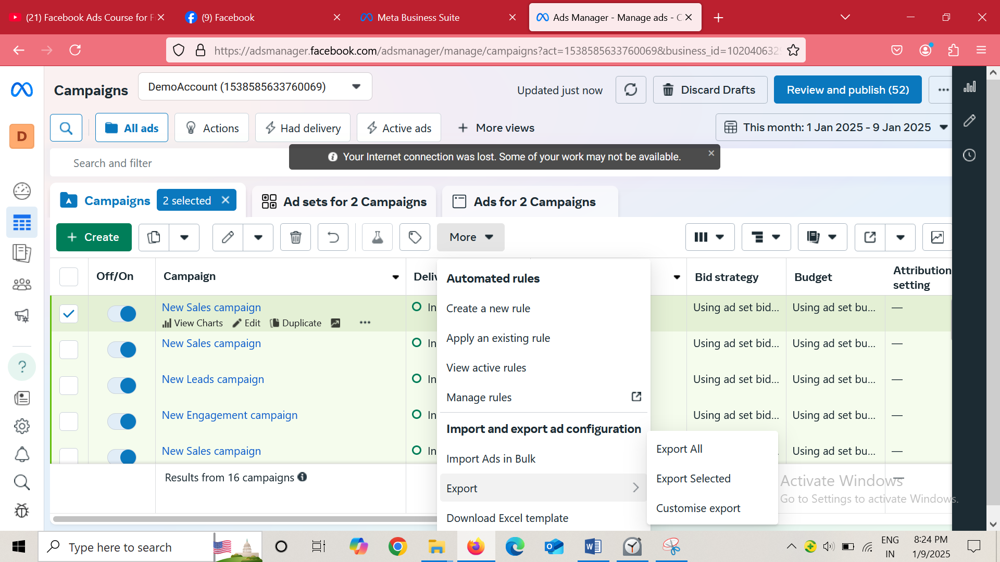 (21) Facebook Ads Course for F
(9) Facebook
Meta Business Suite
Ads Manager - Manage ads - C
https://adsmanager.facebook.com/adsmanager/manage/campaigns?act=1538585633760069&business_id=102040632
Campaigns
DemoAccount (1538585633760069)
Updated just now
Discard Drafts
Review and publish (52)
D
All ads
Actions
Had delivery
Active ads
More views
This month: 1 Jan 2025 - 9 Jan 2025
Search and filter
Your Internet connection was lost. Some of your work may not be available.
Campaigns
2 selected
Ad sets for 2 Campaigns
Ads for 2 Campaigns
+ Create
More
Off/On
Campaign
Deliv
Bid strategy
Budget
Attribution
setting
New Sales campaign
View Charts
Edit
Duplicate
In
Using ad set bid...
Using ad set bu...
—
New Sales campaign
In
Using ad set bid...
Using ad set bu...
—
New Leads campaign
In
Using ad set bid...
Using ad set bu...
—
New Engagement campaign
In
Using ad set bid...
Using ad set bu...
—
New Sales campaign
In
Using ad set bu...
—
Results from 16 campaigns
—
Automated rules
Create a new rule
Apply an existing rule
View active rules
Manage rules
Import and export ad configuration
Import Ads in Bulk
Export
Download Excel template
Export All
Export Selected
Customise export
Activate Windows
Go to Settings to activate Windows.
Type here to search
ENG
IN
8:24 PM
1/9/2025